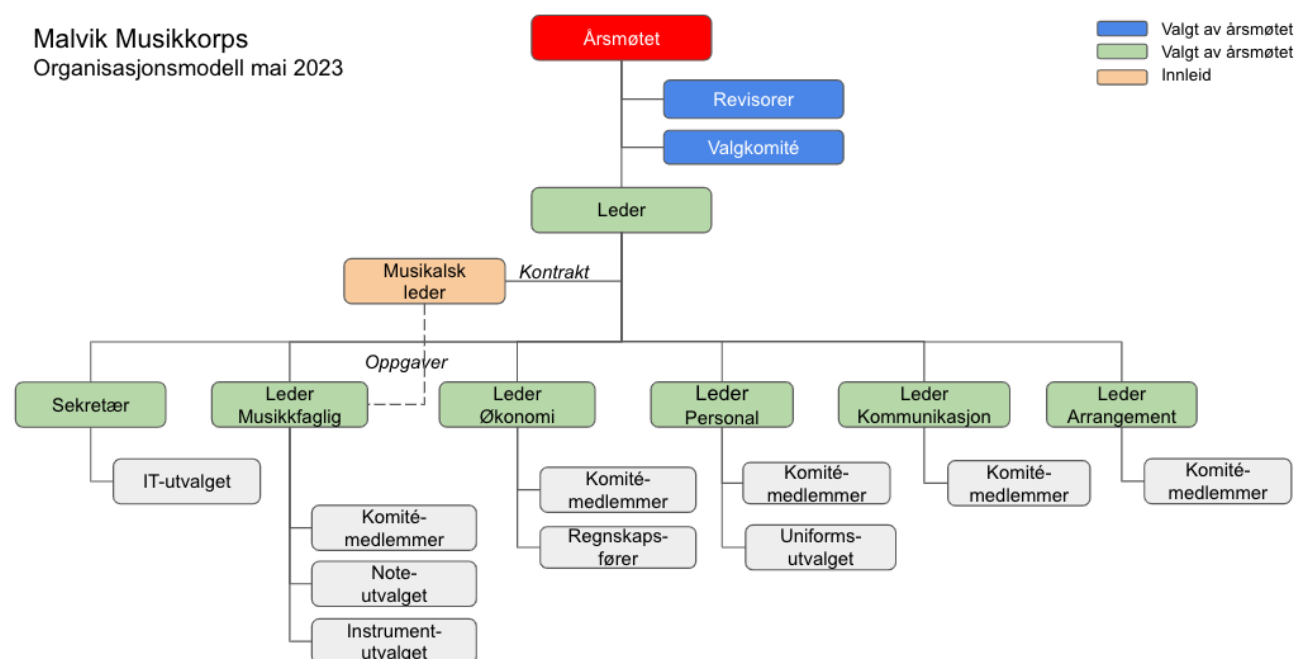 Malvik Musikkorps
Organisasjonsmodell mai 2023
Årsmøtet
Valgt av årsmøtet
Valgt av årsmøtet
Innleid
Revisorer
Valgkomité
Leder
Musikalsk
leder
Kontrakt
Oppgaver
Sekretær
Leder
Musikkfaglig
Leder
Økonomi
Leder
Personal
Leder
Kommunikasjon
Leder
Arrangement
IT-utvalget
Komité-
medlemmer
Note-
utvalget
Instrument-
utvalget
Komité-
medlemmer
Regnskaps-
fører
Komité-
medlemmer
Uniforms-
utvalget
Komité-
medlemmer
Komité-
medlemmer